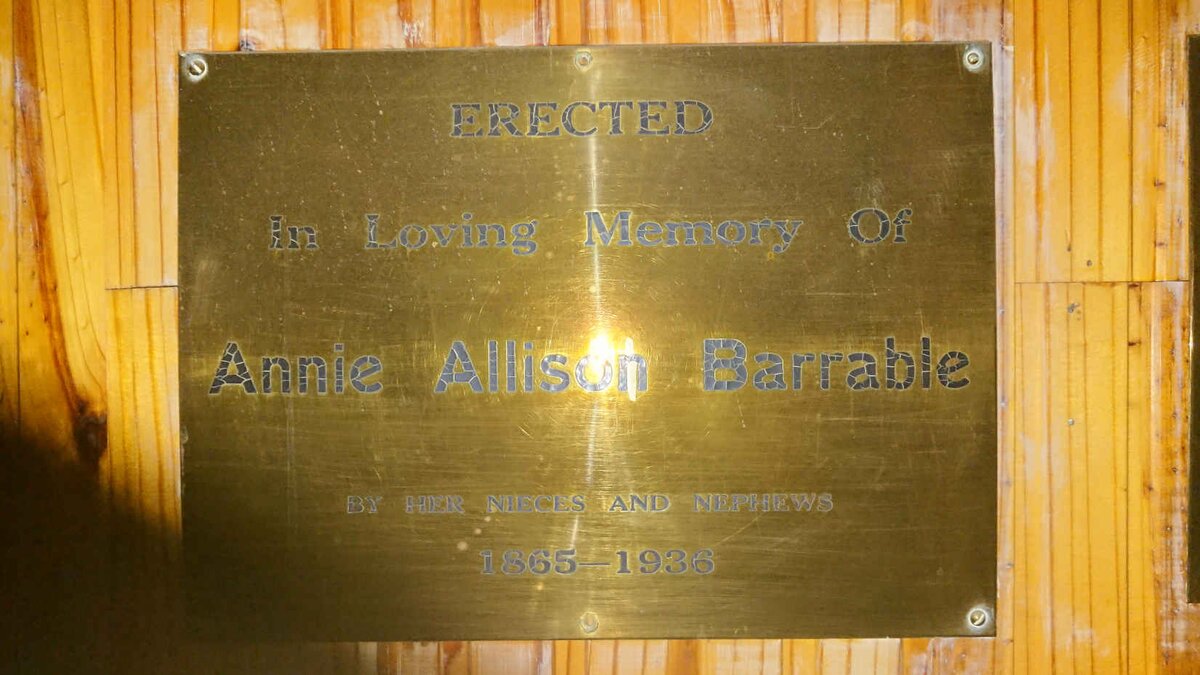 ERECTED
In Loving Memory Of
Annie Allison Barrable
BY HER NIECES AND NEPHEWS
1865—1936